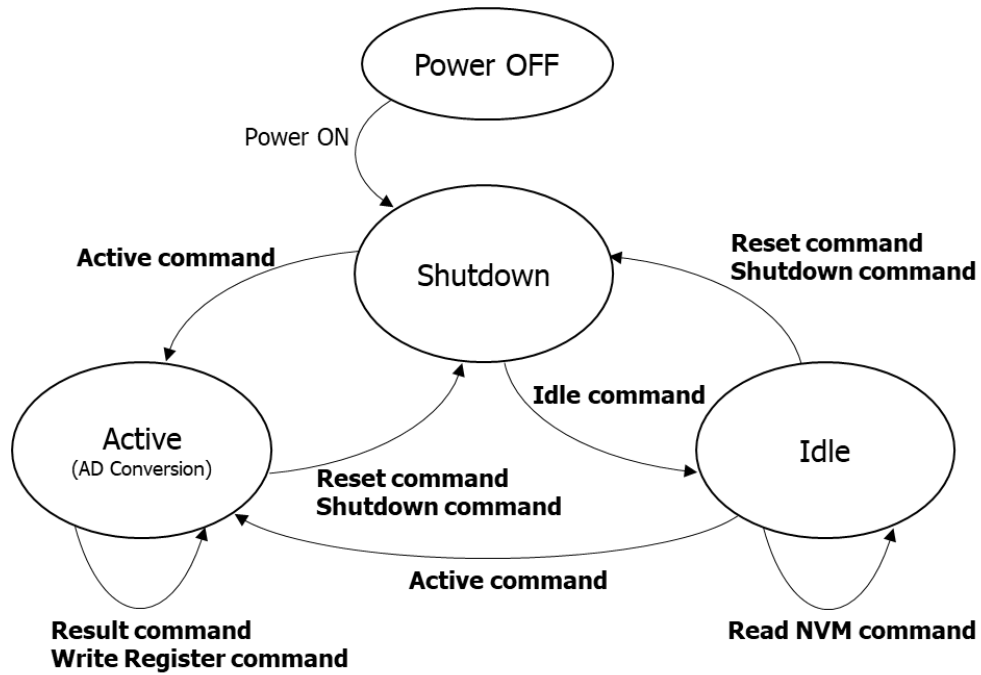 Power OFF
Power ON
Shutdown
Active command
Reset command
Shutdown command
Idle command
Active
(AD Conversion)
Idle
Reset command
Shutdown command
Active command
Result command
Write Register command
Read NVM command